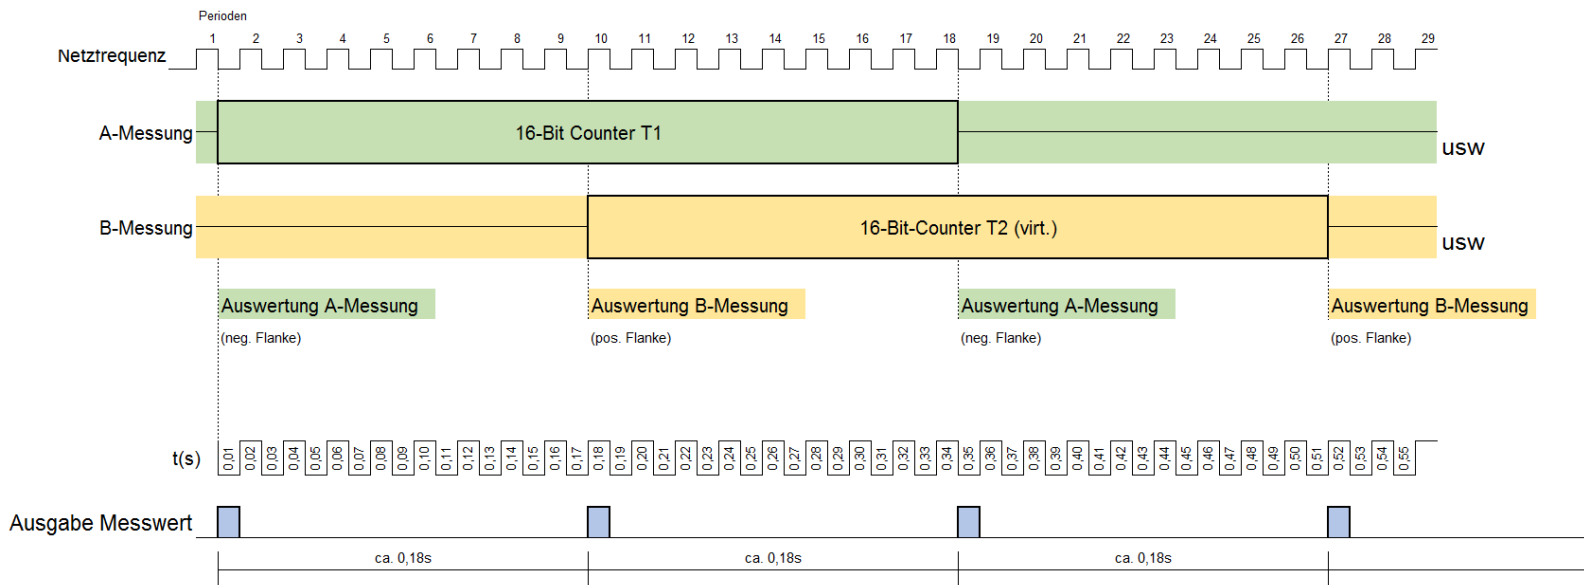 Perioden
1 2 3 4 5 6 7 8 9 10 11 12 13 14 15 16 17 18 19 20 21 22 23 24 25 26 27 28 29
Netzfrequenz
A-Messung
16-Bit Counter T1
usw
B-Messung
16-Bit-Counter T2 (virt.)
usw
Auswertung A-Messung Auswertung B-Messung Auswertung A-Messung Auswertung B-Messung
(neg. Flanke) (pos. Flanke) (neg. Flanke) (pos. Flanke)
t(s) 0,01 0,02 0,03 0,04 0,05 0,06 0,07 0,08 0,09 0,10 0,11 0,12 0,13 0,14 0,15 0,16 0,17 0,18 0,19 0,20 0,21 0,22 0,23 0,24 0,25 0,26 0,27 0,28 0,29 0,30 0,31 0,32 0,33 0,34 0,35 0,36 0,37 0,38 0,39 0,40 0,41 0,42 0,43 0,44 0,45 0,46 0,47 0,48 0,49 0,50 0,51 0,52 0,53 0,54 0,55
Ausgabe Messwert
ca. 0,18s ca. 0,18s ca. 0,18s